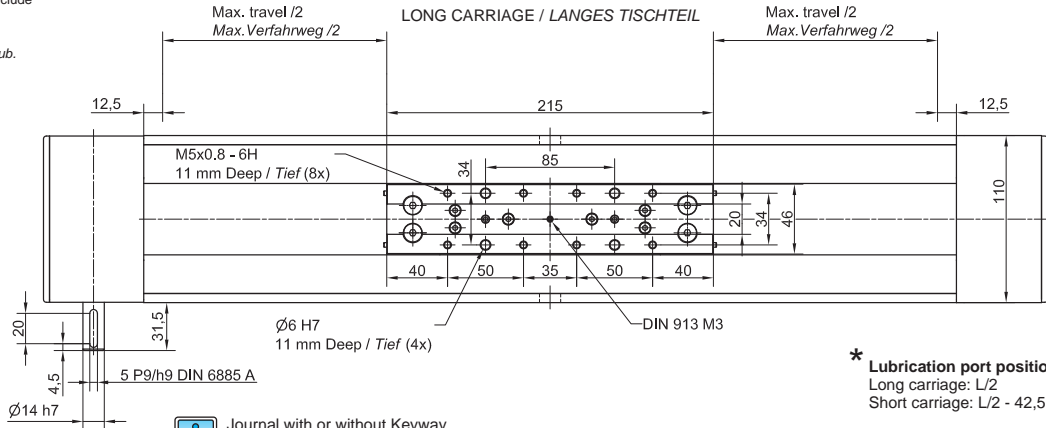 clude
Max. travel /2
Max.Verfahrweg /2
LONG CARRIAGE / LANGES TISCHTEIL
Max. travel /2
Max.Verfahrweg /2
ub.
12,5
215
12,5
M5x0.8 - 6H
11 mm Deep / Tief (8x)
34
85
110
20
34
46
40
50
35
50
40
20
31,5
Ø6 H7
11 mm Deep / Tief (4x)
DIN 913 M3
4,5
5 P9/h9 DIN 6885 A
Ø14 h7
* Lubrication port positio
Long carriage: L/2
Short carriage: L/2 - 42,5
Journal with or without Keyway